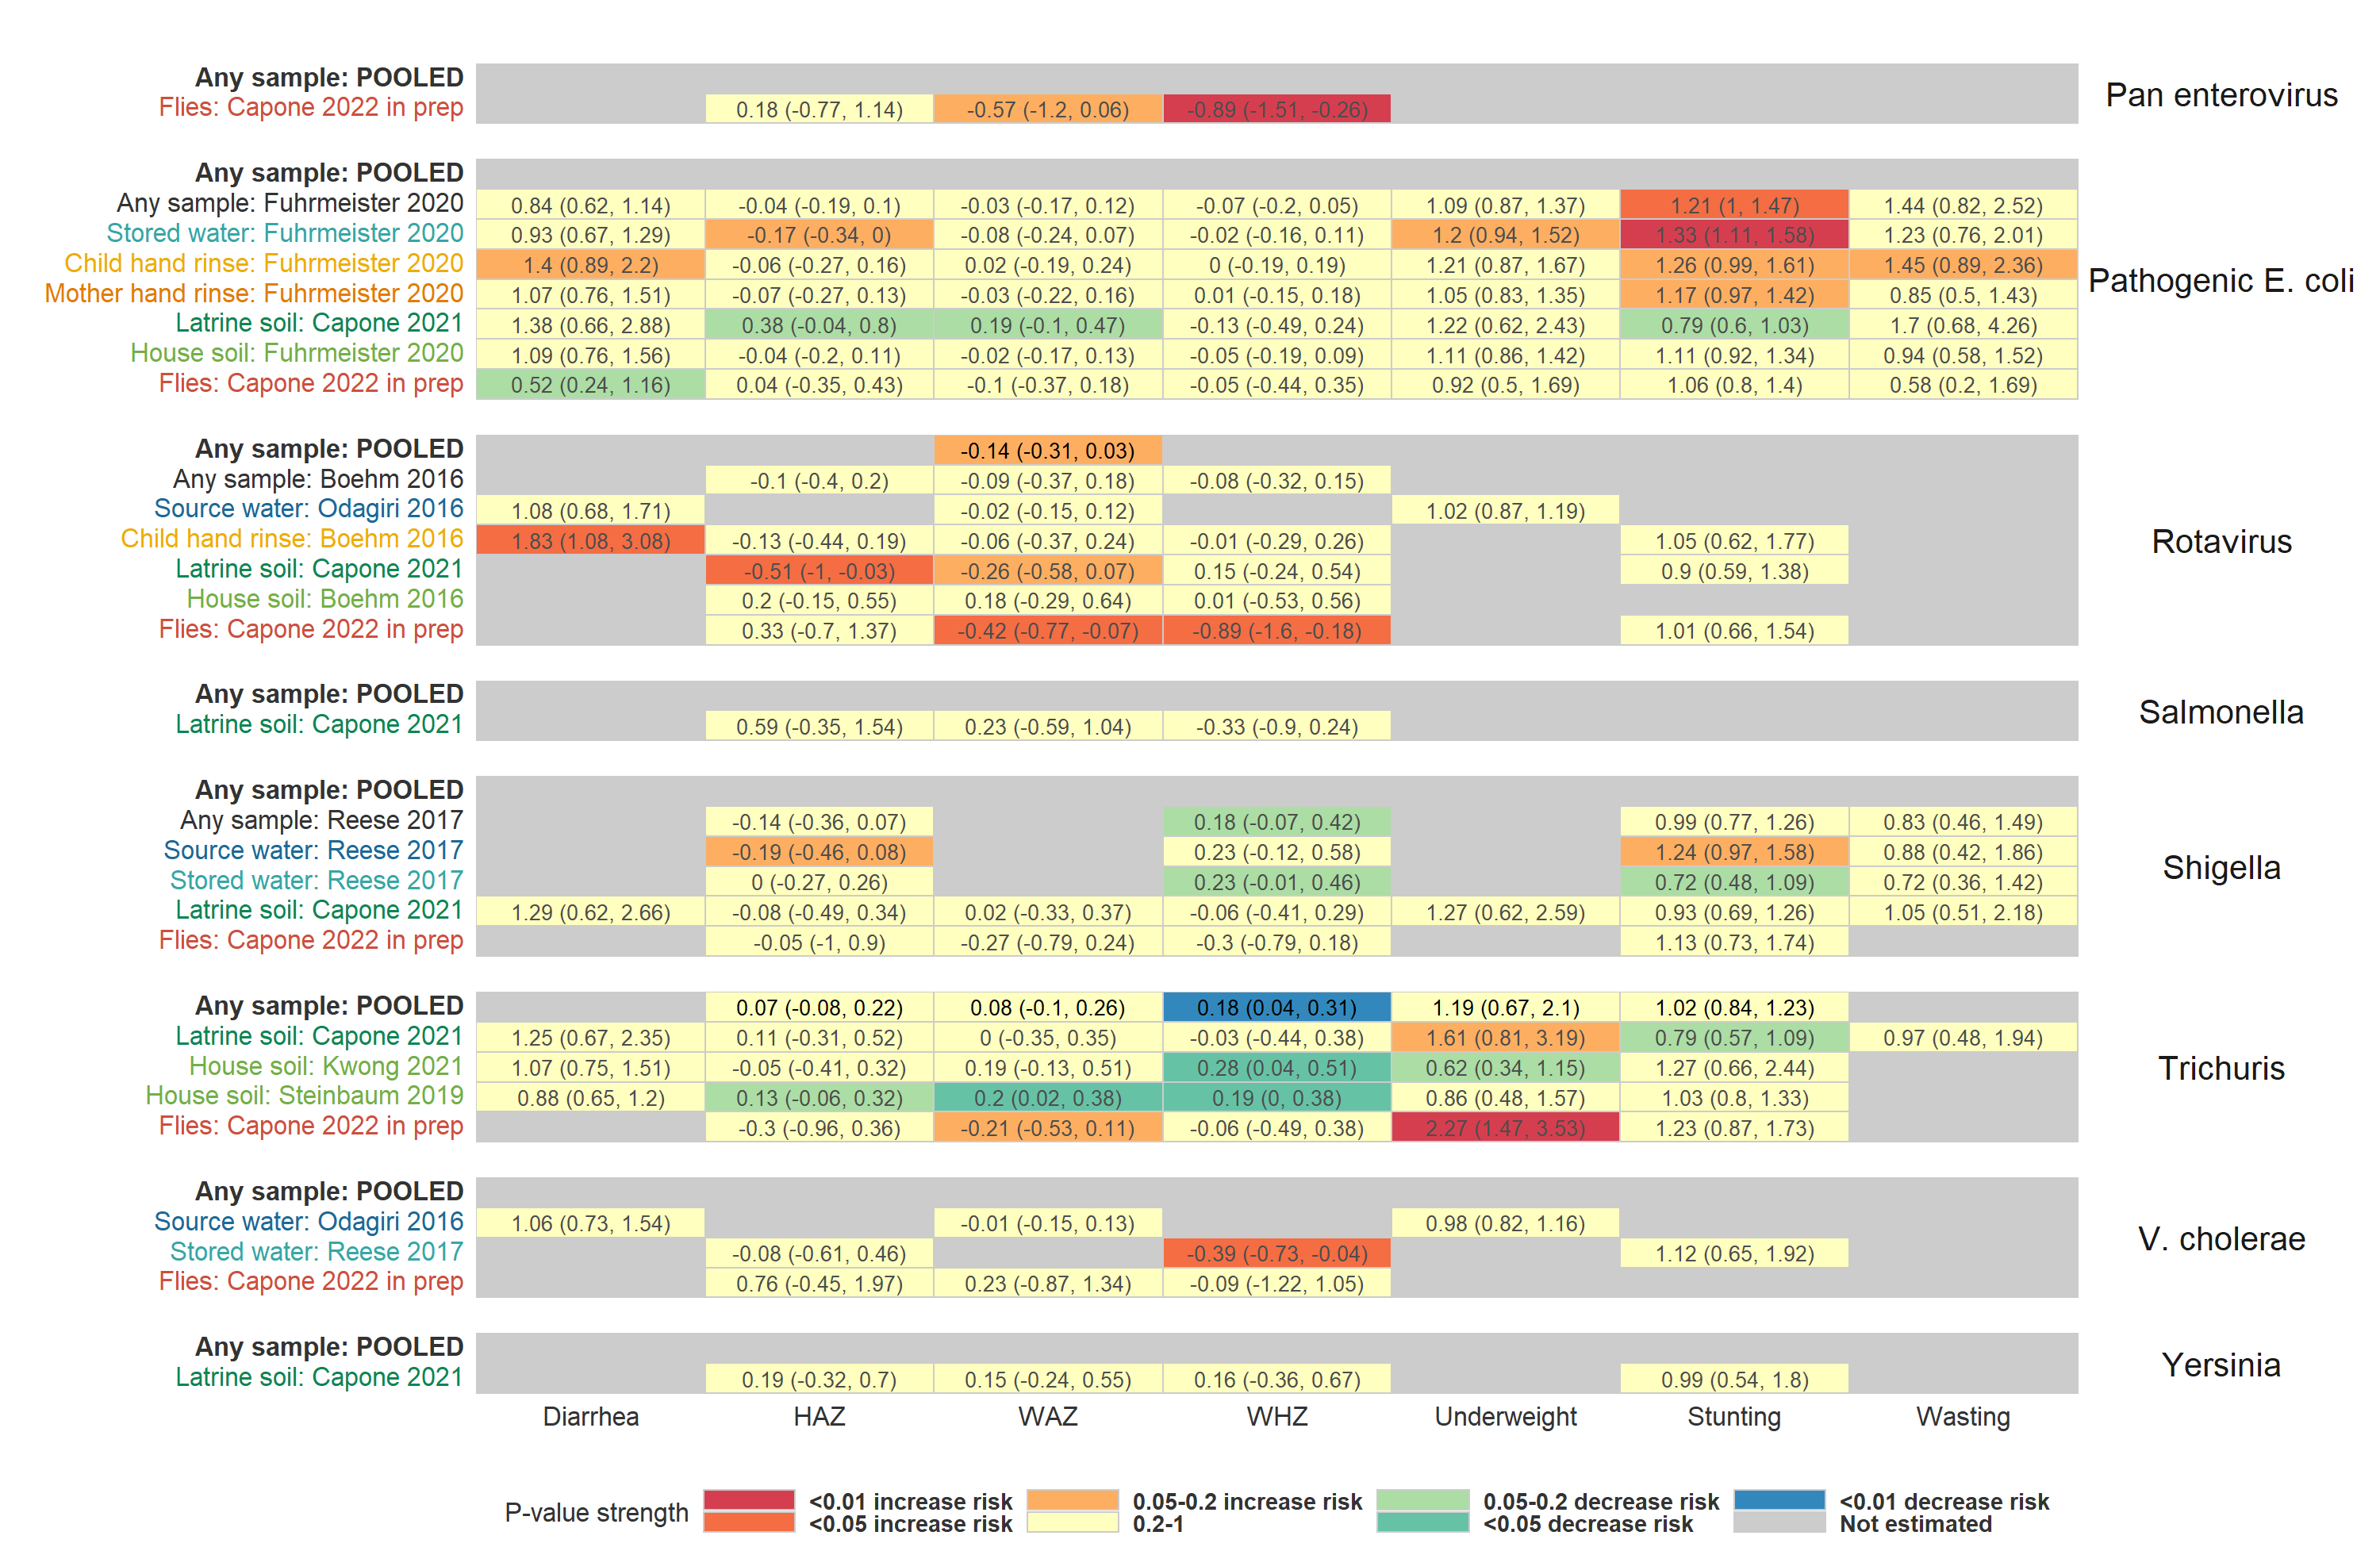 Any sample: POOLED
Flies: Capone 2022 in prep 0.18 (-0.77, 1.14) -0.57 (-1.2, 0.06) -0.89 (-1.51, -0.26)
Pan enterovirus
Any sample: POOLED
Any sample: Fuhrmeister 2020 0.84 (0.62, 1.14) -0.04 (-0.19, 0.1) -0.03 (-0.17, 0.12) -0.07 (-0.2, 0.05) 1.09 (0.87, 1.37) 1.21 (1, 1.47) 1.44 (0.82, 2.52)
Stored water: Fuhrmeister 2020 0.93 (0.67, 1.29) -0.17 (-0.34, 0) -0.08 (-0.24, 0.07) -0.02 (-0.16, 0.11) 1.2 (0.94, 1.52) 1.33 (1.11, 1.58) 1.23 (0.76, 2.01)
Child hand rinse: Fuhrmeister 2020 1.4 (0.89, 2.2) -0.06 (-0.27, 0.16) 0.02 (-0.19, 0.24) 0 (-0.19, 0.19) 1.21 (0.87, 1.67) 1.26 (0.99, 1.61) 1.45 (0.89, 2.36)
Mother hand rinse: Fuhrmeister 2020 1.07 (0.76, 1.51) -0.07 (-0.27, 0.13) -0.03 (-0.22, 0.16) 0.01 (-0.15, 0.18) 1.05 (0.83, 1.35) 1.17 (0.97, 1.42) 0.85 (0.5, 1.43)
Latrine soil: Capone 2021 1.38 (0.66, 2.88) 0.38 (-0.04, 0.8) 0.19 (-0.1, 0.47) -0.13 (-0.49, 0.24) 1.22 (0.62, 2.43) 0.79 (0.6, 1.03) 1.7 (0.68, 4.26)
House soil: Fuhrmeister 2020 1.09 (0.76, 1.56) -0.04 (-0.2, 0.11) -0.02 (-0.17, 0.13) -0.05 (-0.19, 0.09) 1.11 (0.86, 1.42) 1.11 (0.92, 1.34) 0.94 (0.58, 1.52)
Flies: Capone 2022 in prep 0.52 (0.24, 1.16) 0.04 (-0.35, 0.43) -0.1 (-0.37, 0.18) -0.05 (-0.44, 0.35) 0.92 (0.5, 1.69) 1.06 (0.8, 1.4) 0.58 (0.2, 1.69)
Pathogenic E. coli
Any sample: POOLED -0.14 (-0.31, 0.03)
Any sample: Boehm 2016 -0.1 (-0.4, 0.2) -0.09 (-0.37, 0.18) -0.08 (-0.32, 0.15)
Source water: Odagiri 2016 1.08 (0.68, 1.71) -0.02 (-0.15, 0.12) 1.02 (0.87, 1.19)
Child hand rinse: Boehm 2016 1.83 (1.08, 3.08) -0.13 (-0.44, 0.19) -0.06 (-0.37, 0.24) -0.01 (-0.29, 0.26) 1.05 (0.62, 1.77)
Latrine soil: Capone 2021 -0.51 (-1, -0.03) -0.26 (-0.58, 0.07) 0.15 (-0.24, 0.54) 0.9 (0.59, 1.38)
House soil: Boehm 2016 0.2 (-0.15, 0.55) 0.18 (-0.29, 0.64) 0.01 (-0.53, 0.56)
Flies: Capone 2022 in prep 0.33 (-0.7, 1.37) -0.42 (-0.77, -0.07) -0.89 (-1.6, -0.18) 1.01 (0.66, 1.54)
Rotavirus
Any sample: POOLED
Latrine soil: Capone 2021 0.59 (-0.35, 1.54) 0.23 (-0.59, 1.04) -0.33 (-0.9, 0.24)
Salmonella
Any sample: POOLED
Any sample: Reese 2017 -0.14 (-0.36, 0.07) 0.18 (-0.07, 0.42) 0.99 (0.77, 1.26) 0.83 (0.46, 1.49)
Source water: Reese 2017 -0.19 (-0.46, 0.08) 0.23 (-0.12, 0.58) 1.24 (0.97, 1.58) 0.88 (0.42, 1.86)
Stored water: Reese 2017 0 (-0.27, 0.26) 0.23 (-0.01, 0.46) 0.72 (0.48, 1.09) 0.72 (0.36, 1.42)
Latrine soil: Capone 2021 1.29 (0.62, 2.66) -0.08 (-0.49, 0.34) 0.02 (-0.33, 0.37) -0.06 (-0.41, 0.29) 1.27 (0.62, 2.59) 0.93 (0.69, 1.26) 1.05 (0.51, 2.18)
Flies: Capone 2022 in prep -0.05 (-1, 0.9) -0.27 (-0.79, 0.24) -0.3 (-0.79, 0.18) 1.13 (0.73, 1.74)
Shigella
Any sample: POOLED 0.07 (-0.08, 0.22) 0.08 (-0.1, 0.26) 0.18 (0.04, 0.31) 1.19 (0.67, 2.1) 1.02 (0.84, 1.23)
Latrine soil: Capone 2021 1.25 (0.67, 2.35) 0.11 (-0.31, 0.52) 0 (-0.35, 0.35) -0.03 (-0.44, 0.38) 1.61 (0.81, 3.19) 0.79 (0.57, 1.09) 0.97 (0.48, 1.94)
House soil: Kwong 2021 1.07 (0.75, 1.51) -0.05 (-0.41, 0.32) 0.19 (-0.13, 0.51) 0.28 (0.04, 0.51) 0.62 (0.34, 1.15) 1.27 (0.66, 2.44)
House soil: Steinbaum 2019 0.88 (0.65, 1.2) 0.13 (-0.06, 0.32) 0.2 (0.02, 0.38) 0.19 (0, 0.38) 0.86 (0.48, 1.57) 1.03 (0.8, 1.33)
Flies: Capone 2022 in prep -0.3 (-0.96, 0.36) -0.21 (-0.53, 0.11) -0.06 (-0.49, 0.38) 2.27 (1.47, 3.53) 1.23 (0.87, 1.73)
Trichuris
Any sample: POOLED
Source water: Odagiri 2016 1.06 (0.73, 1.54) -0.01 (-0.15, 0.13) 0.98 (0.82, 1.16)
Stored water: Reese 2017 -0.08 (-0.61, 0.46) -0.39 (-0.73, -0.04) 1.12 (0.65, 1.92)
Flies: Capone 2022 in prep 0.76 (-0.45, 1.97) 0.23 (-0.87, 1.34) -0.09 (-1.22, 1.05)
V. cholerae
Any sample: POOLED
Latrine soil: Capone 2021 0.19 (-0.32, 0.7) 0.15 (-0.24, 0.55) 0.16 (-0.36, 0.67) 0.99 (0.54, 1.8)
Yersinia
Diarrhea HAZ WAZ WHZ Underweight Stunting Wasting
P-value strength
<0.01 increase risk 0.05-0.2 increase risk 0.05-0.2 decrease risk <0.01 decrease risk
<0.05 increase risk 0.2-1 <0.05 decrease risk Not estimated